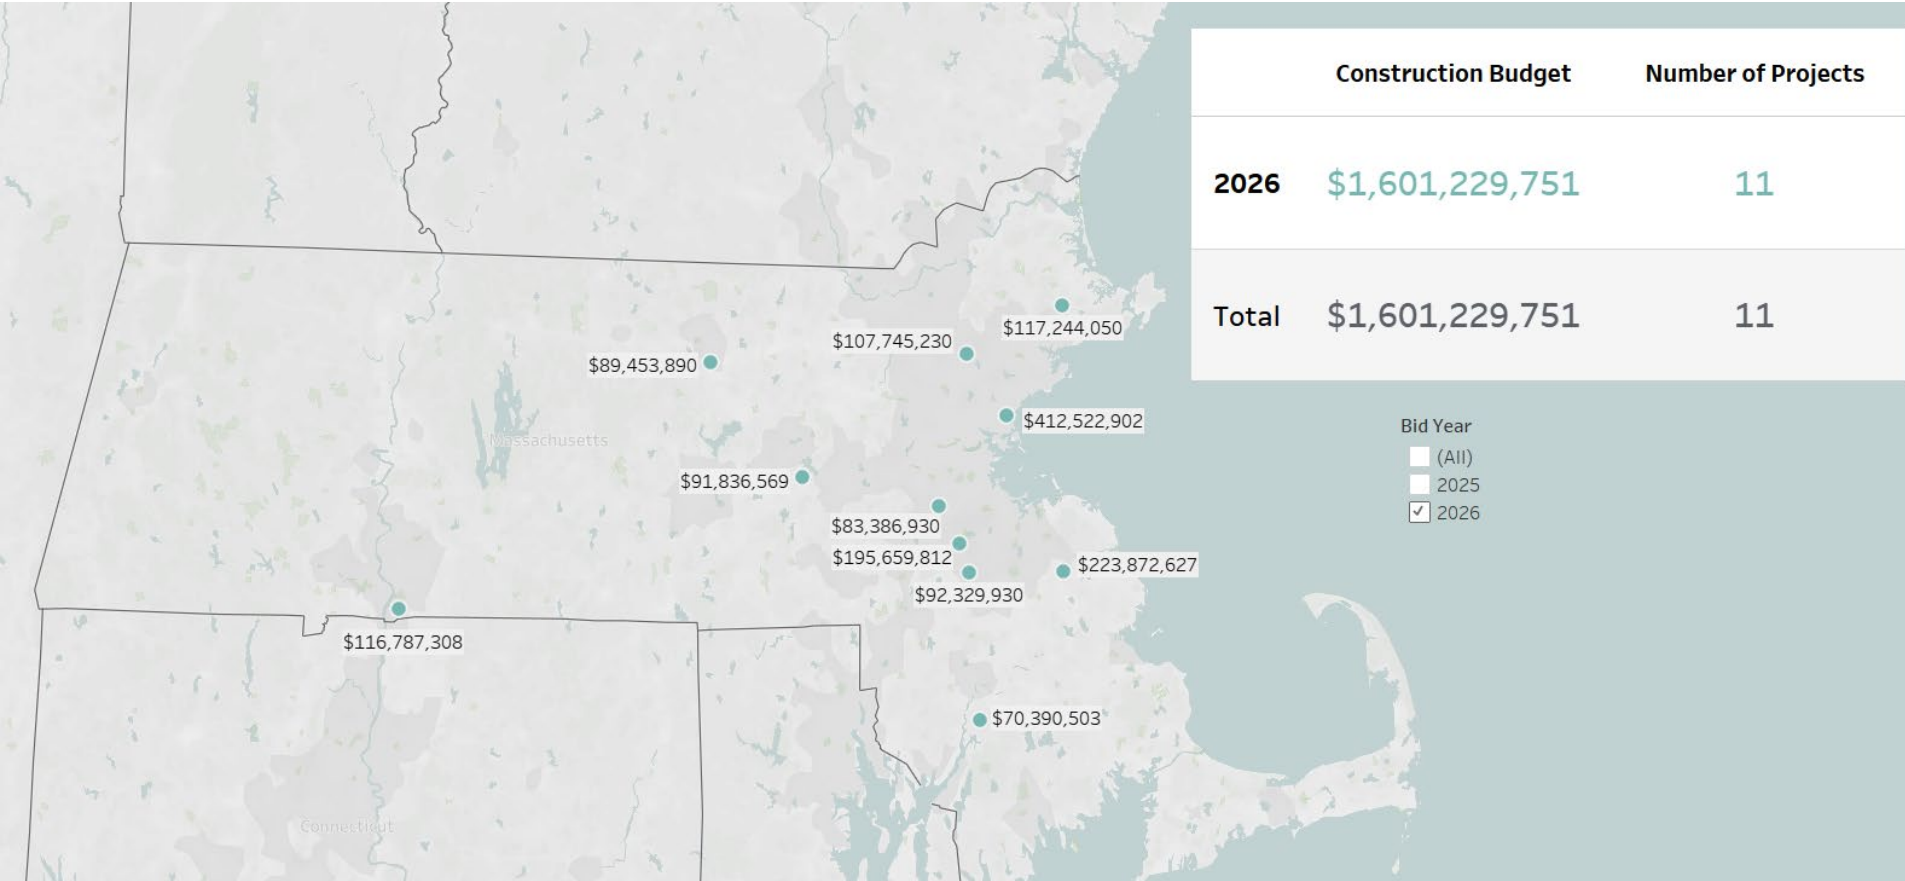 Construction Budget Number of Projects
2026 $1,601,229,751 11
Total $1,601,229,751 11
$117,244,050
$107,745,230
$89,453,890
$412,522,902
Massachusetts
$91,836,569
$83,386,930
$195,659,812
$223,872,627
$92,329,930
$116,787,308
$70,390,503
Connecticut
Bid Year
(All)
2025
2026